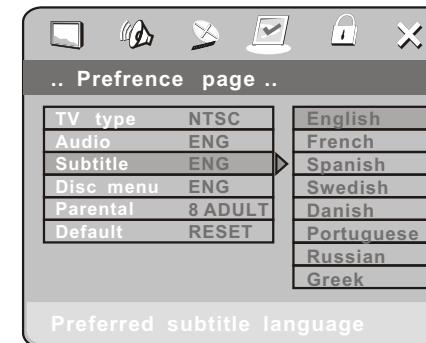 .. Prefrence page ..
TV type NTSC
Audio ENG
Subtitle ENG
Disc menu ENG
Parental 8 ADULT
Default RESET
English
French
Spanish
Swedish
Danish
Portuguese
Russian
Greek
Preferred subtitle language